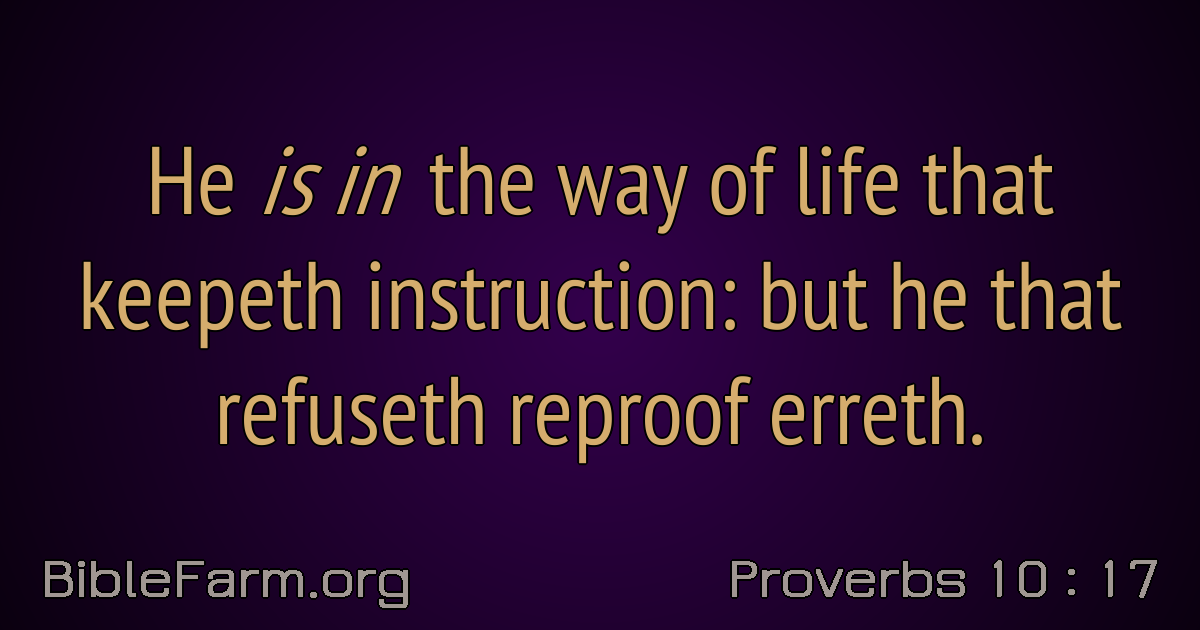 He is in the way of life that
keepeth instruction: but he that
refuseth reproof erreth.
BibleFarm.org
Proverbs 10 : 17